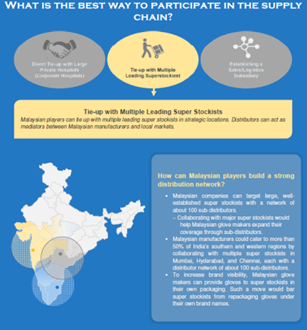 WHAT IS THE BEST WAY TO PARTICIPATE IN THE SUPPLY
CHAIN?
Direct Tie-up with Large
Private Hospitals
(Corporate Hospitals)
Tie-up with Multiple
Leading Superstockist
Establishing a
Sales/Logistics
Subsidiary
Tie-up with Multiple Leading Super Stockists
Malaysian players can tie up with multiple leading super stockists in strategic locations. Distributors can act as
mediators between Malaysian manufacturers and local markets.
How can Malaysian players build a strong
distribution network?
• Malaysian companies can target large, well-
established super stockists with a network of
about 100 sub-distributors.
– Collaborating with major super stockists would
help Malaysian glove makers expand their
coverage through sub-distributors.
• Malaysian manufacturers could cater to more than
50% of India's southern and western regions by
collaborating with multiple super stockists in
Mumbai, Hyderabad, and Chennai, each with a
distributor network of about 100 sub-distributors.
• To increase brand visibility, Malaysian glove
makers can provide gloves to super stockists in
their own packaging. Such a move would bar
super stockists from repackaging gloves under
their own brand names.